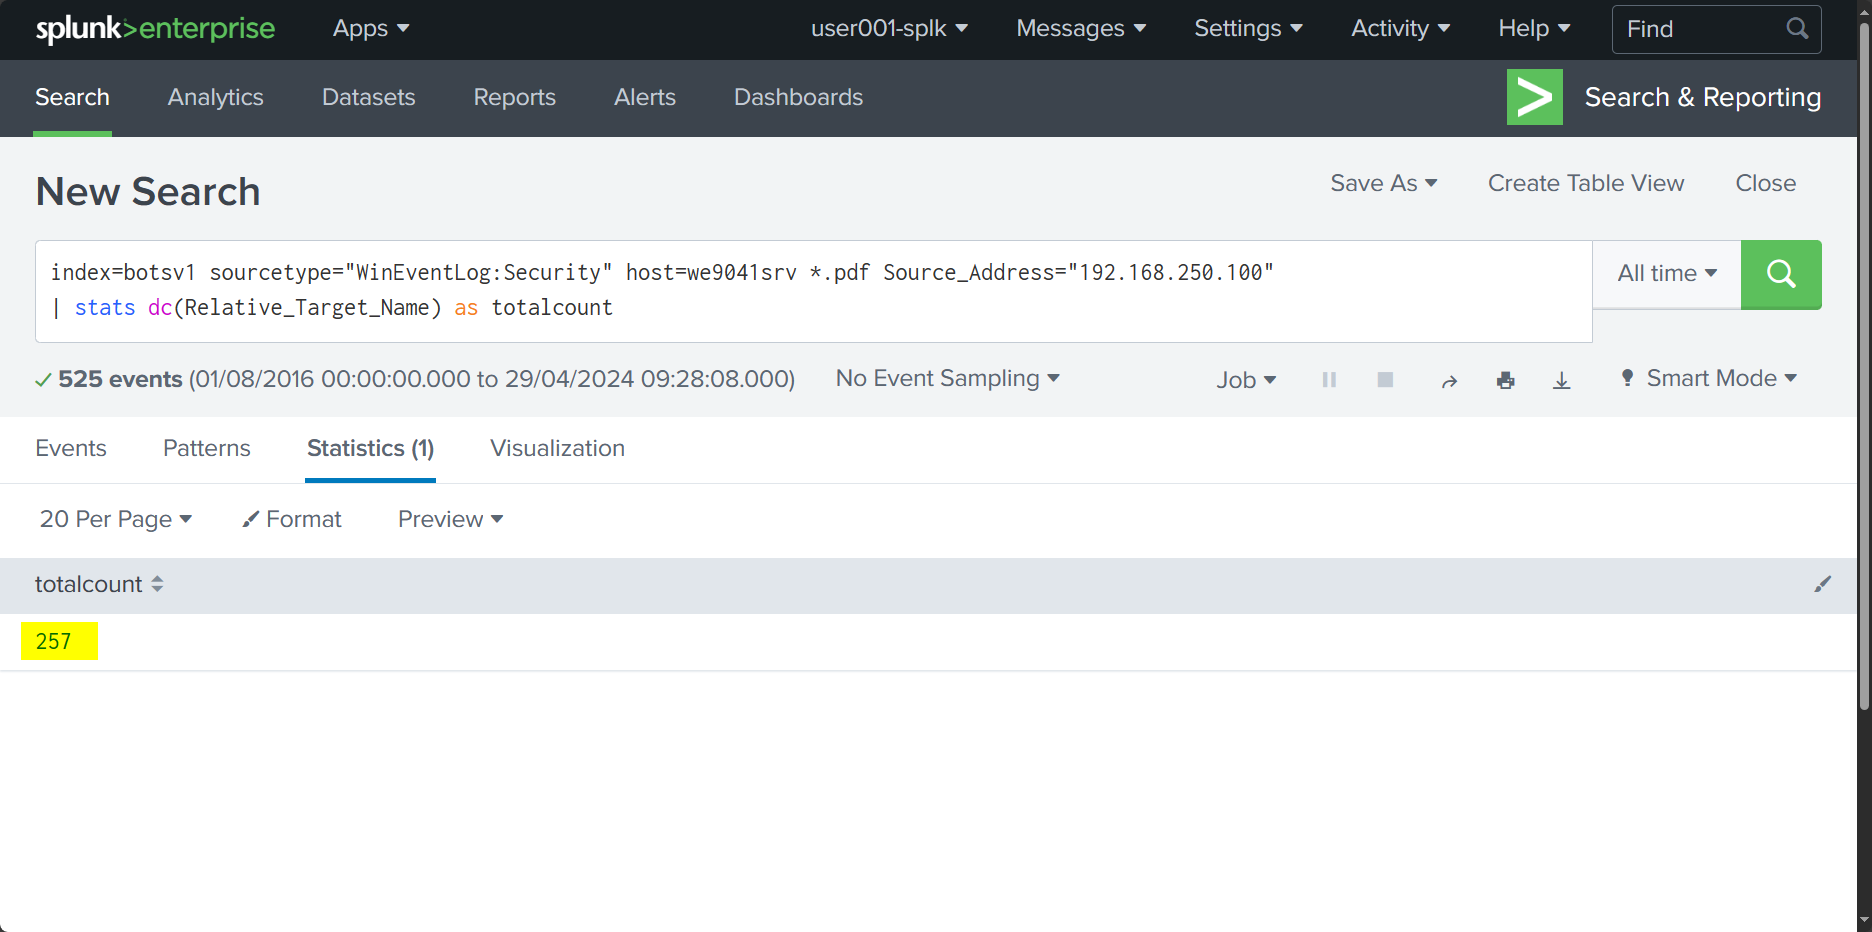 splunk>enterprise Apps user001-splk Messages Settings Activity Help Find
Search Analytics Datasets Reports Alerts Dashboards > Search & Reporting
New Search Save As Create Table View Close
index=botsv1 sourcetype="WinEventLog:Security" host=we9041srv *.pdf Source_Address="192.168.250.100"
| stats dc(Relative_Target_Name) as totalcount
All time
525 events (01/08/2016 00:00:00.000 to 29/04/2024 09:28:08.000) No Event Sampling Job Smart Mode
Events Patterns Statistics (1) Visualization
20 Per Page Format Preview
totalcount
257